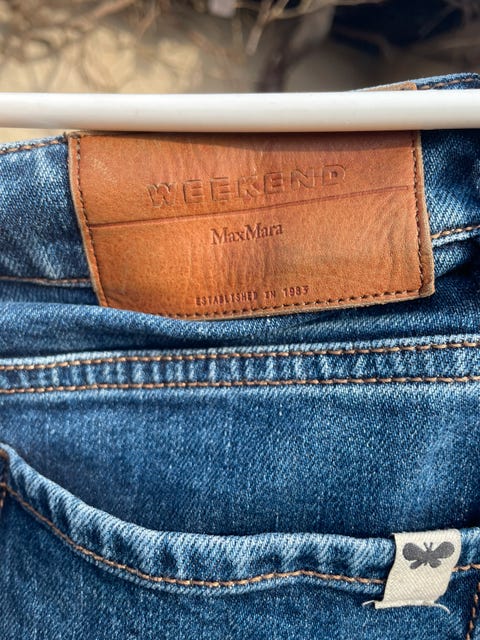 WEEKEND
MaxMara
ESTABLISHED IN 1983